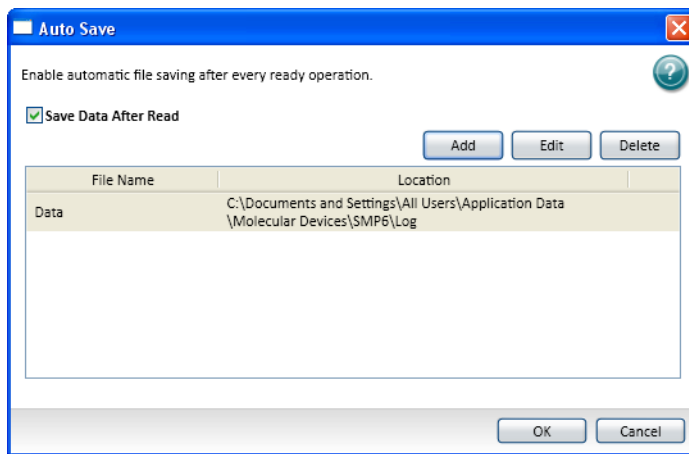 Auto Save
Enable automatic file saving after every ready operation.
?
Save Data After Read
Add Edit Delete
File Name Location
Data C:\Documents and Settings\All Users\Application Data
\Molecular Devices\SMP6\Log
OK Cancel